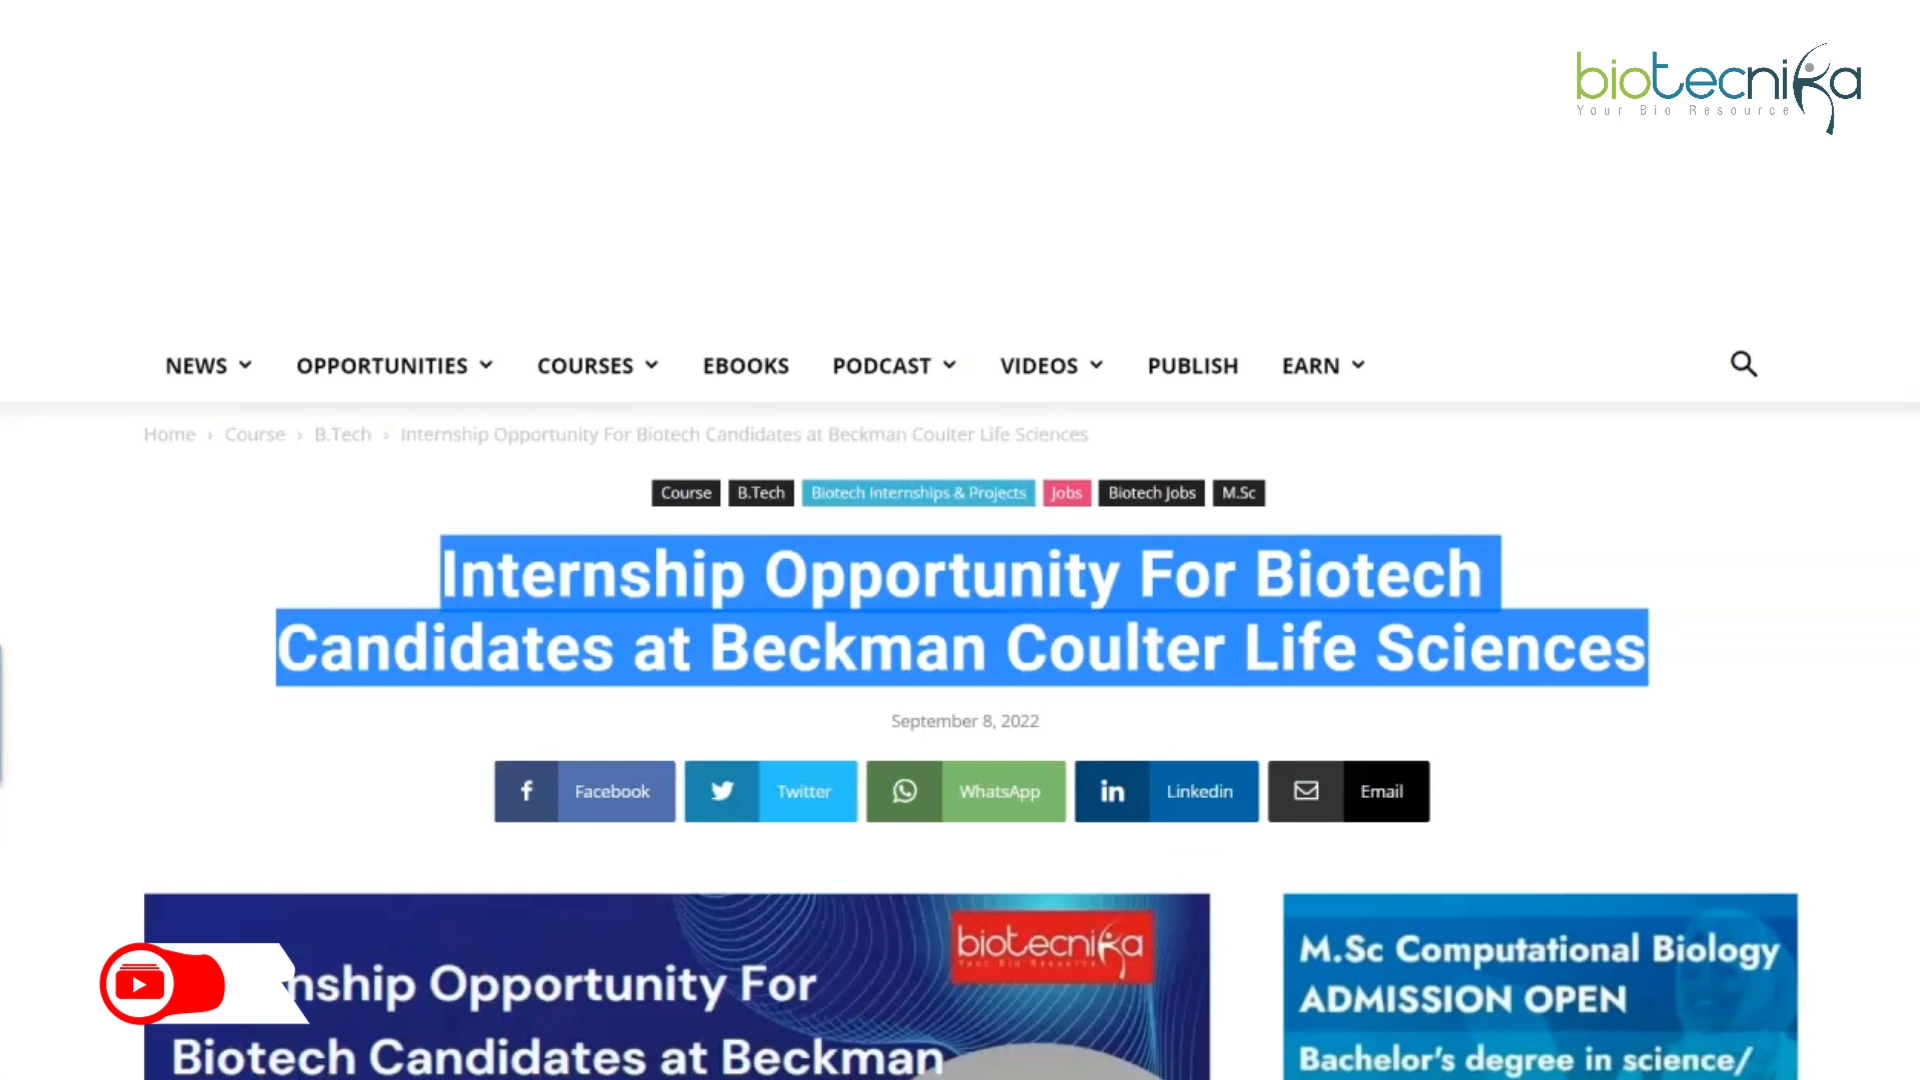 biotecnika
Your Bio Resource
NEWS OPPORTUNITIES COURSES EBOOKS PODCAST VIDEOS PUBLISH EARN
Home › Course › B.Tech › Internship Opportunity For Biotech Candidates at Beckman Coulter Life Sciences
Course B.Tech Biotech Internships & Projects Jobs Biotech Jobs M.Sc
Internship Opportunity For Biotech
Candidates at Beckman Coulter Life Sciences
September 8, 2022
Facebook Twitter WhatsApp Linkedin Email
biotecnika
Your Bio Resource
nship Opportunity For
Biotech Candidates at Beckman
M.Sc Computational Biology
ADMISSION OPEN
Bachelor's degree in science/